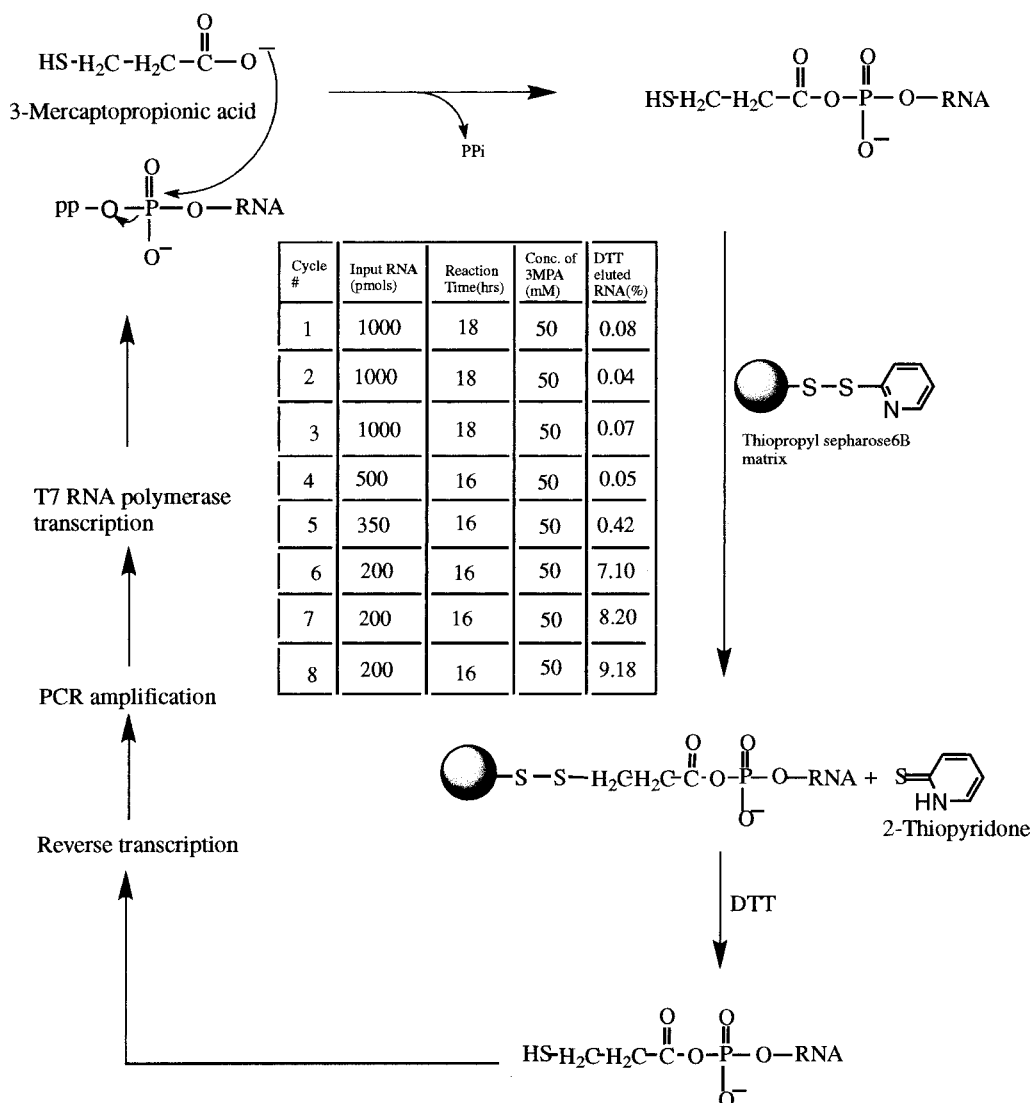 O
HS-H₂C-H₂C-C-O⁻
3-Mercaptopropionic acid
PPi
O O
HS-H₂C-H₂C-C-O-P-O-RNA
O⁻
O
pp-O-P-O-RNA
O⁻
Cycle # | Input RNA (pmols) | Reaction Time(hrs) | Conc. of 3MPA (mM) | DTT eluted RNA(%)
1 | 1000 | 18 | 50 | 0.08
2 | 1000 | 18 | 50 | 0.04
3 | 1000 | 18 | 50 | 0.07
4 | 500 | 16 | 50 | 0.05
5 | 350 | 16 | 50 | 0.42
6 | 200 | 16 | 50 | 7.10
7 | 200 | 16 | 50 | 8.20
8 | 200 | 16 | 50 | 9.18
S-S
N
Thiopropyl sepharose6B
matrix
T7 RNA polymerase
transcription
PCR amplification
Reverse transcription
O O
S-S-H₂CH₂C-C-O-P-O-RNA +
O⁻
S
HN
2-Thiopyridone
DTT
O O
HS-H₂CH₂C-C-O-P-O-RNA
O⁻